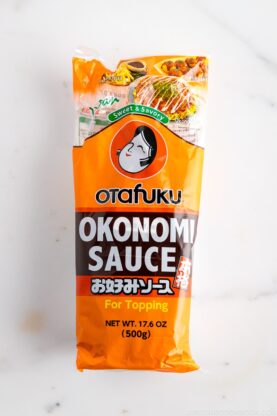 Vegan
Sweet & Savory
OTAFUKU
OKONOMI
SAUCE
お好みソース
For Topping
NET WT. 17.6 OZ
(500g)